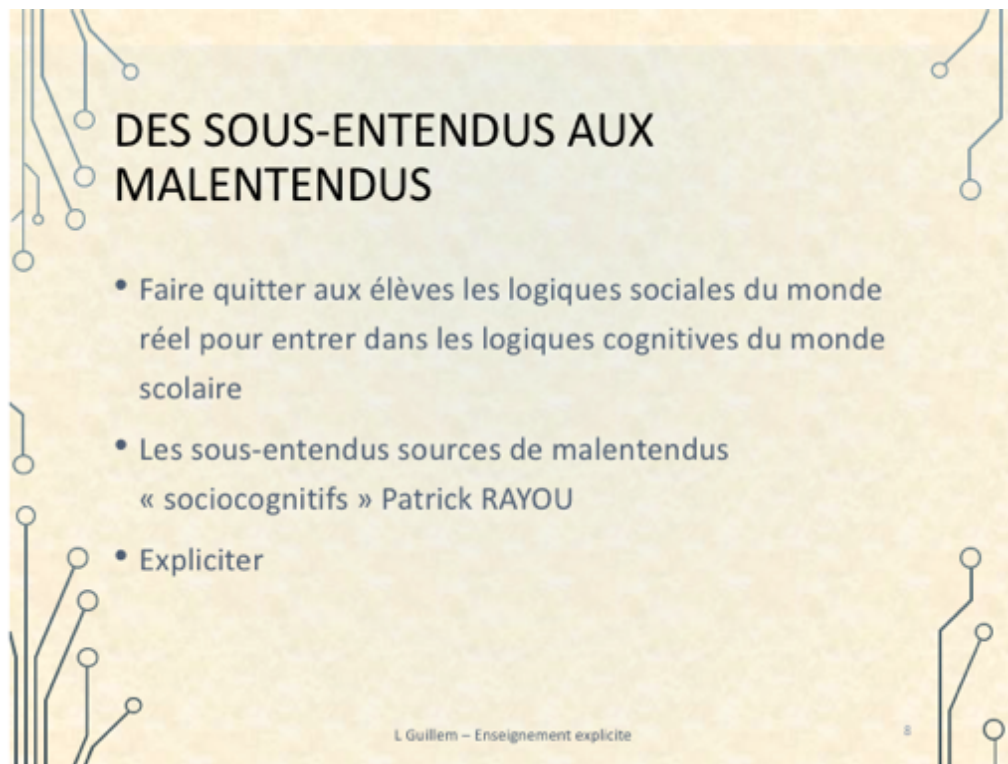 DES SOUS-ENTENDUS AUX
MALENTENDUS
• Faire quitter aux élèves les logiques sociales du monde
réel pour entrer dans les logiques cognitives du monde
scolaire
• Les sous-entendus sources de malentendus
« sociocognitifs » Patrick RAYOU
• Expliciter
L Guillem – Enseignement explicite
8